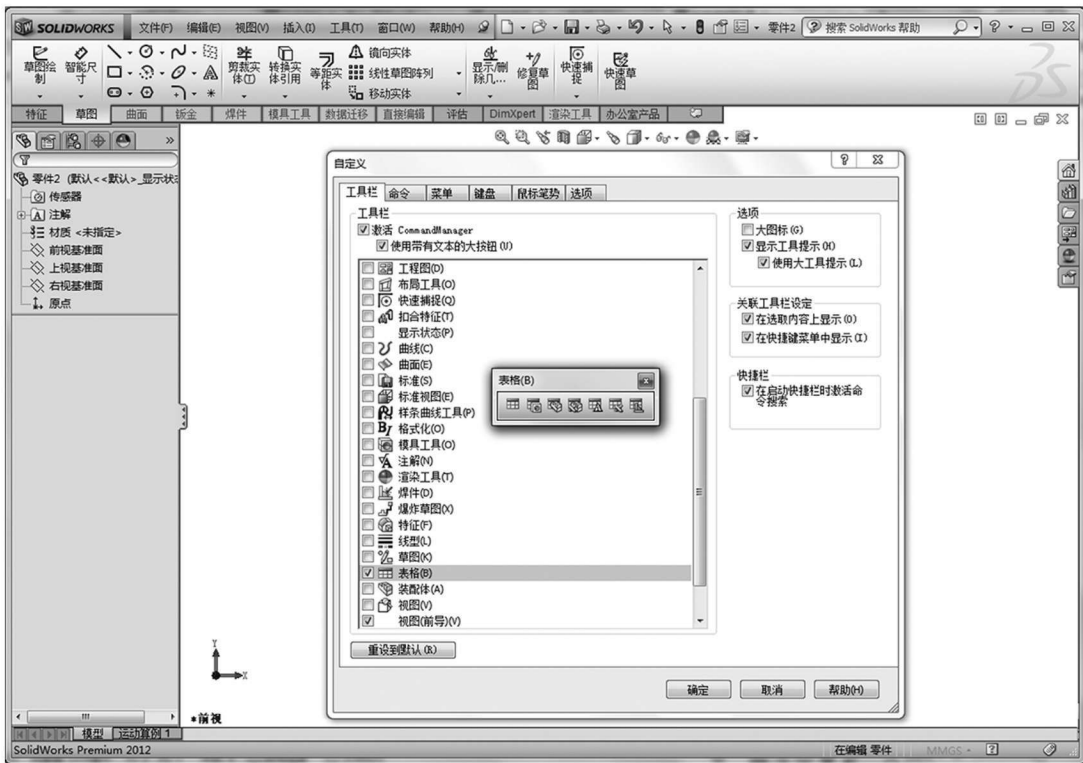 SOLIDWORKS 文件(F) 编辑(E) 视图(V) 插入(I) 工具(T) 窗口(W) 帮助(H) 零件2 搜索 SolidWorks 帮助
草图绘制 智能尺寸 剪裁实体(T) 转换实体引用 等距实体 镜向实体 线性草图阵列 移动实体 显示/删除几... 修复草图 快速捕捉 快速草图
特征 草图 曲面 钣金 焊件 模具工具 数据迁移 直接编辑 评估 DimXpert 渲染工具 办公室产品
零件2 (默认<<默认>_显示状态
传感器
注解
材质 <未指定>
前视基准面
上视基准面
右视基准面
原点
自定义
工具栏 命令 菜单 键盘 鼠标笔势 选项
工具栏
激活 CommandManager
使用带有文本的大按钮(U)
工程图(D)
布局工具(O)
快速捕捉(Q)
扣合特征(T)
显示状态(P)
曲线(C)
曲面(E)
标准(S)
标准视图(E)
样条曲线工具(P)
格式化(O)
模具工具(O)
注解(N)
渲染工具(T)
焊件(D)
爆炸草图(X)
特征(F)
线型(L)
草图(K)
表格(B)
装配体(A)
视图(V)
视图(前导)(V)
重设到默认(R)
表格(B)
选项
大图标(G)
显示工具提示(H)
使用大工具提示(L)
关联工具栏设定
在选取内容上显示(O)
在快捷键菜单中显示(I)
快捷栏
在启动快捷栏时激活命
令搜索
确定 取消 帮助(H)
Y
X
*前视
模型 运动算例 1
SolidWorks Premium 2012 在编辑 零件 MMGS